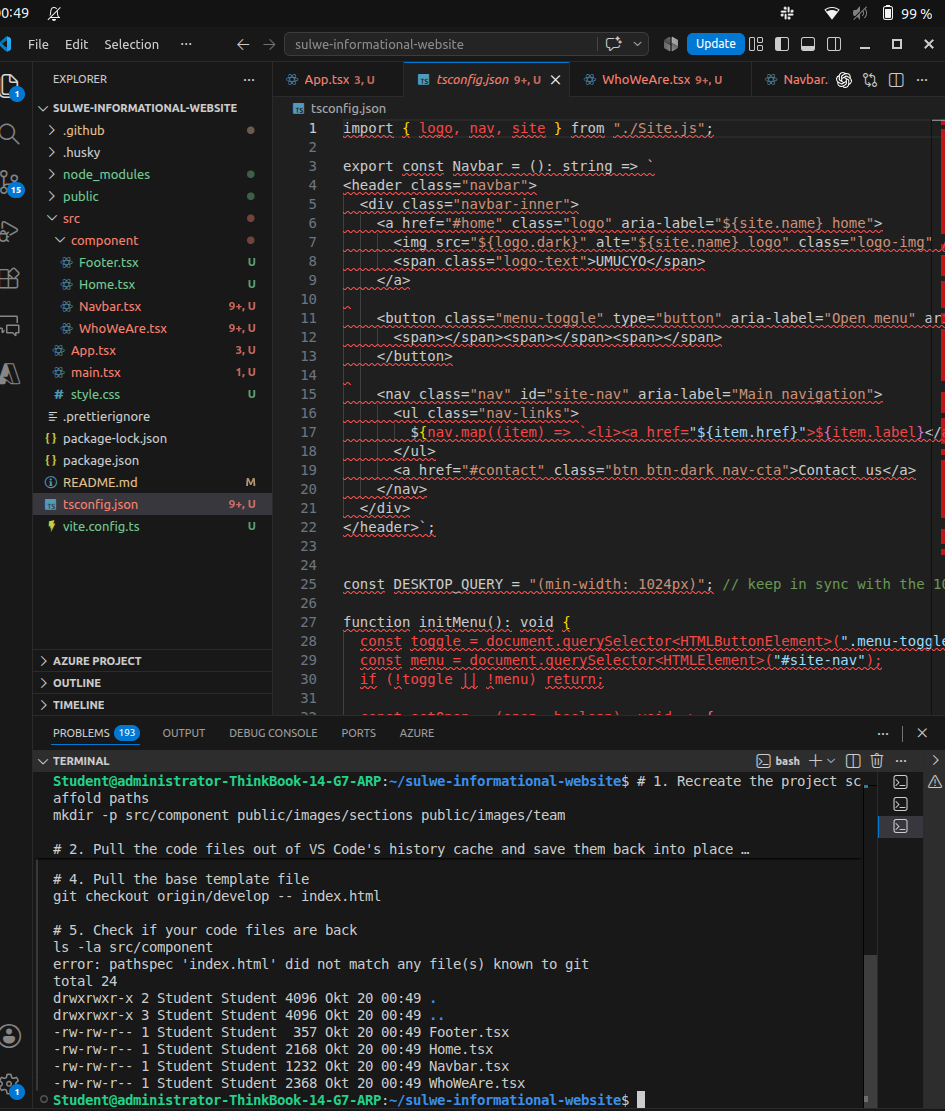 0:49
99 %
File Edit Selection ··· sulwe-informational-website Update
EXPLORER ···
SULWE-INFORMATIONAL-WEBSITE
.github
.husky
node_modules
public
src
component
Footer.tsx U
Home.tsx U
Navbar.tsx 9+, U
WhoWeAre.tsx 9+, U
App.tsx 3, U
main.tsx 1, U
# style.css U
.prettierignore
{} package-lock.json
{} package.json
README.md M
TS tsconfig.json 9+, U
vite.config.ts U
AZURE PROJECT
OUTLINE
TIMELINE
1
15
1
App.tsx 3, U TS tsconfig.json 9+, U WhoWeAre.tsx 9+, U Navbar. ···
TS tsconfig.json
1 import { logo, nav, site } from "./Site.js";
2
3 export const Navbar = (): string => `
4 <header class="navbar">
5 <div class="navbar-inner">
6 <a href="#home" class="logo" aria-label="${site.name} home">
7 <img src="${logo.dark}" alt="${site.name} logo" class="logo-img"
8 <span class="logo-text">UMUCYO</span>
9 </a>
10
11 <button class="menu-toggle" type="button" aria-label="Open menu" ar
12 <span></span><span></span><span></span>
13 </button>
14
15 <nav class="nav" id="site-nav" aria-label="Main navigation">
16 <ul class="nav-links">
17 ${nav.map((item) => `<li><a href="${item.href}">${item.label}</a
18 </ul>
19 <a href="#contact" class="btn btn-dark nav-cta">Contact us</a>
20 </nav>
21 </div>
22 </header>`;
23
24
25 const DESKTOP_QUERY = "(min-width: 1024px)"; // keep in sync with the 10
26
27 function initMenu(): void {
28 const toggle = document.querySelector<HTMLButtonElement>(".menu-toggle
29 const menu = document.querySelector<HTMLElement>("#site-nav");
30 if (!toggle || !menu) return;
31
PROBLEMS 193 OUTPUT DEBUG CONSOLE PORTS AZURE ···
TERMINAL bash ···
Student@administrator-ThinkBook-14-G7-ARP:~/sulwe-informational-website$ # 1. Recreate the project sc
affold paths
mkdir -p src/component public/images/sections public/images/team
# 2. Pull the code files out of VS Code's history cache and save them back into place …
# 4. Pull the base template file
git checkout origin/develop -- index.html
# 5. Check if your code files are back
ls -la src/component
error: pathspec 'index.html' did not match any file(s) known to git
total 24
drwxrwxr-x 2 Student Student 4096 Okt 20 00:49 .
drwxrwxr-x 3 Student Student 4096 Okt 20 00:49 ..
-rw-rw-r-- 1 Student Student 357 Okt 20 00:49 Footer.tsx
-rw-rw-r-- 1 Student Student 2168 Okt 20 00:49 Home.tsx
-rw-rw-r-- 1 Student Student 1232 Okt 20 00:49 Navbar.tsx
-rw-rw-r-- 1 Student Student 2368 Okt 20 00:49 WhoWeAre.tsx
Student@administrator-ThinkBook-14-G7-ARP:~/sulwe-informational-website$